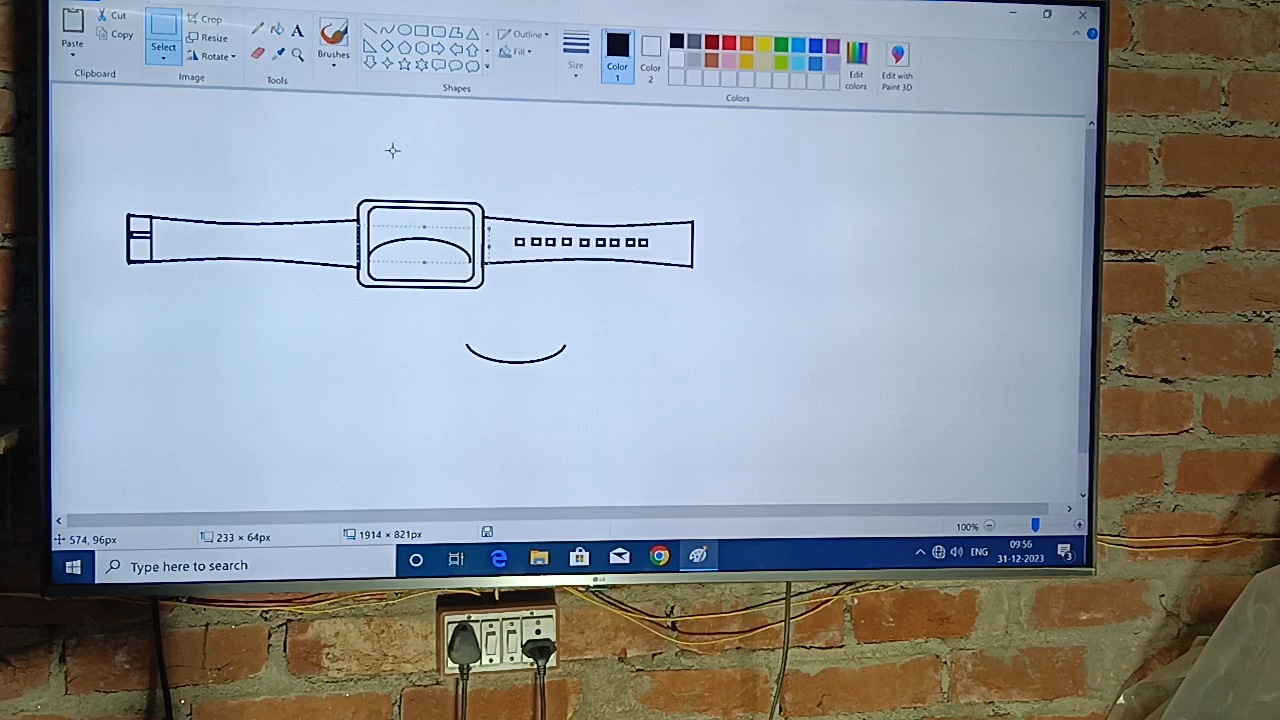 Cut
Copy
Paste
Clipboard
Select
Crop
Resize
Rotate
Image
A
Tools
Brushes
Outline
Fill
Shapes
Size
Color 1
Color 2
Edit colors
Edit with Paint 3D
Colors
574, 96px
233 × 64px
1914 × 821px
100%
Type here to search
ENG
09:56
31-12-2023
3
LG